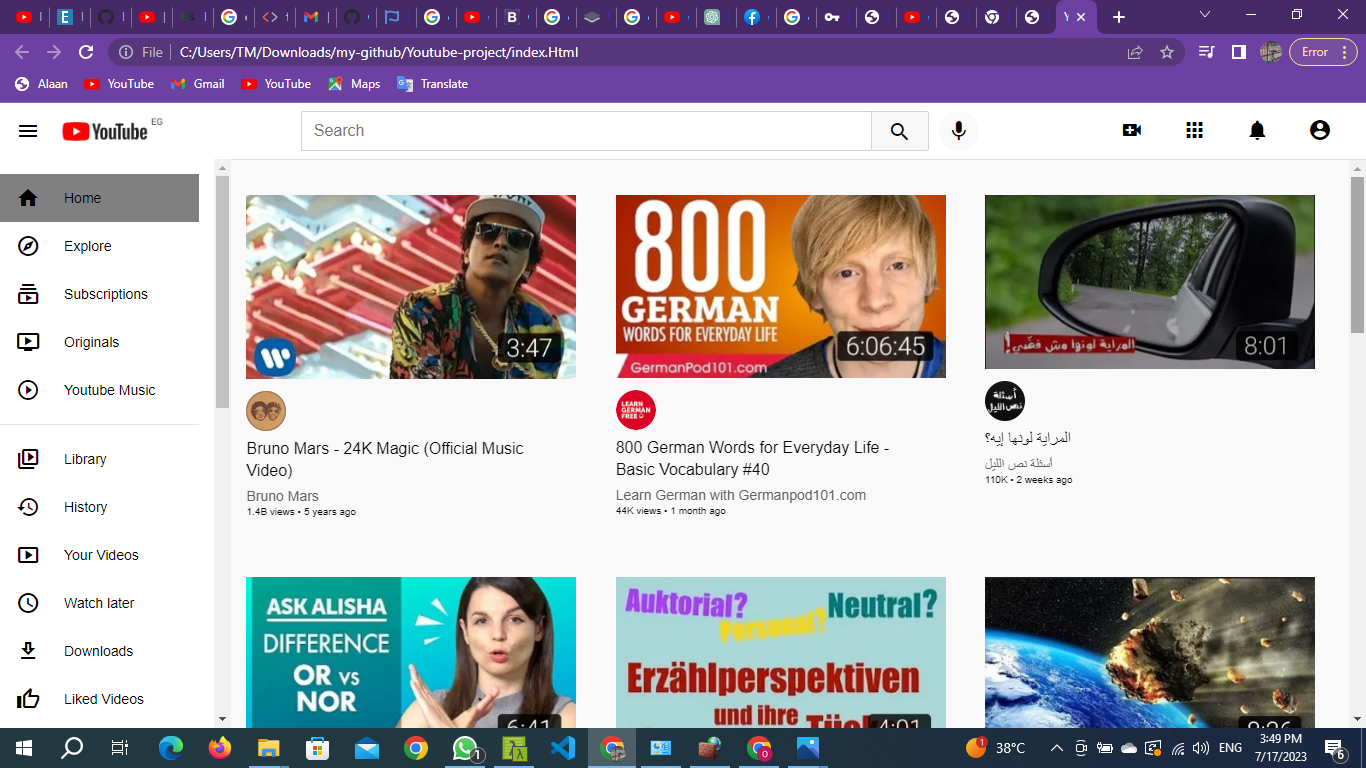 Error
File
C:/Users/TM/Downloads/my-github/Youtube-project/index.Html
Alaan
YouTube
Gmail
YouTube
Maps
Translate
YouTube EG
Search
Home
Explore
Subscriptions
Originals
Youtube Music
Library
History
Your Videos
Watch later
Downloads
Liked Videos
3:47
Bruno Mars - 24K Magic (Official Music
Video)
Bruno Mars
1.4B views • 5 years ago
800
GERMAN
WORDS FOR EVERYDAY LIFE
6:06:45
GermanPod101.com
LEARN
GERMAN
FREE
800 German Words for Everyday Life -
Basic Vocabulary #40
Learn German with Germanpod101.com
44K views • 1 month ago
المراية لونها مش فضّي!
8:01
أسئلة
نص الليل
المراية لونها إيه؟
أسئلة نص الليل
110K • 2 weeks ago
ASK ALISHA
DIFFERENCE
OR vs
NOR
6:41
Auktorial?
Personal?
Neutral?
Erzählperspektiven
und ihre
4:01
1
1
38°C
ENG
3:49 PM
7/17/2023
6